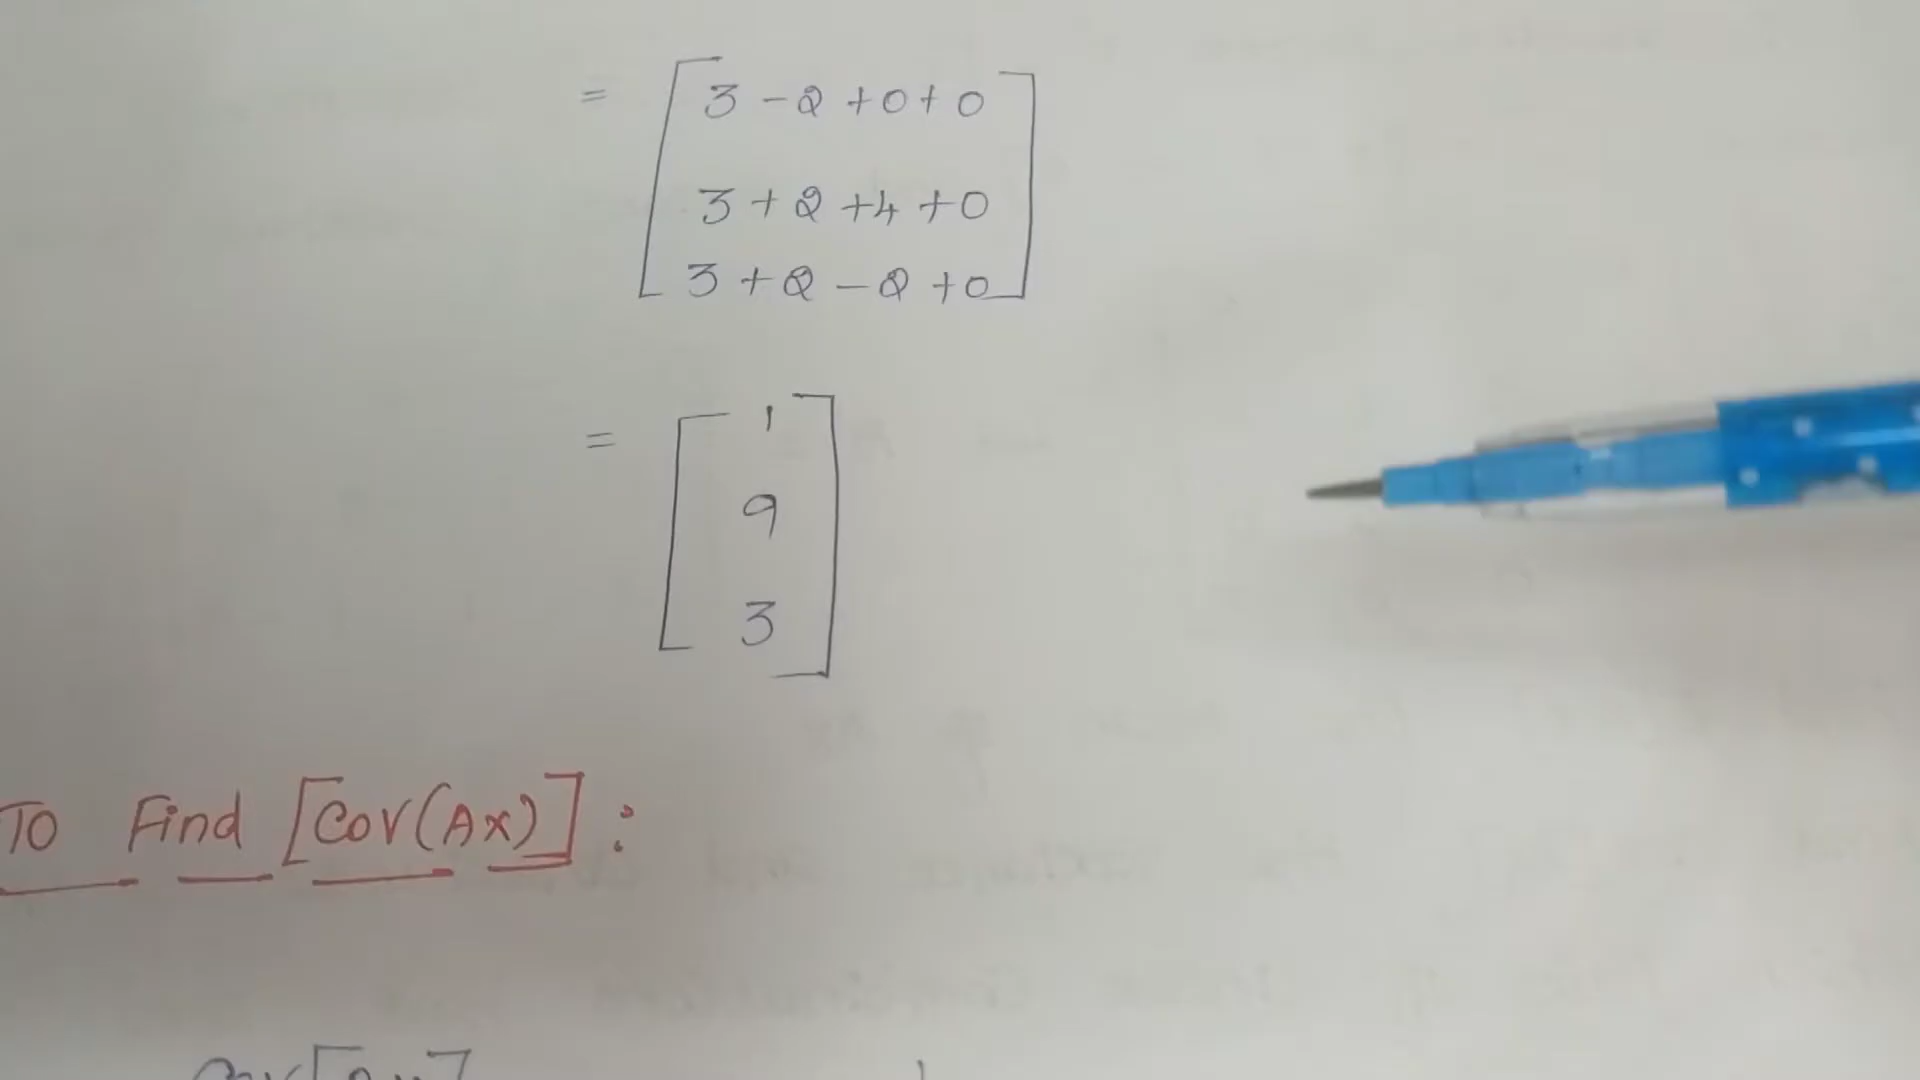 = [ 3 - 2 + 0 + 0
3 + 2 + 4 + 0
3 + 2 - 2 + 0 ]
= [ 1
9
3 ]
To Find [Cov(Ax)] :